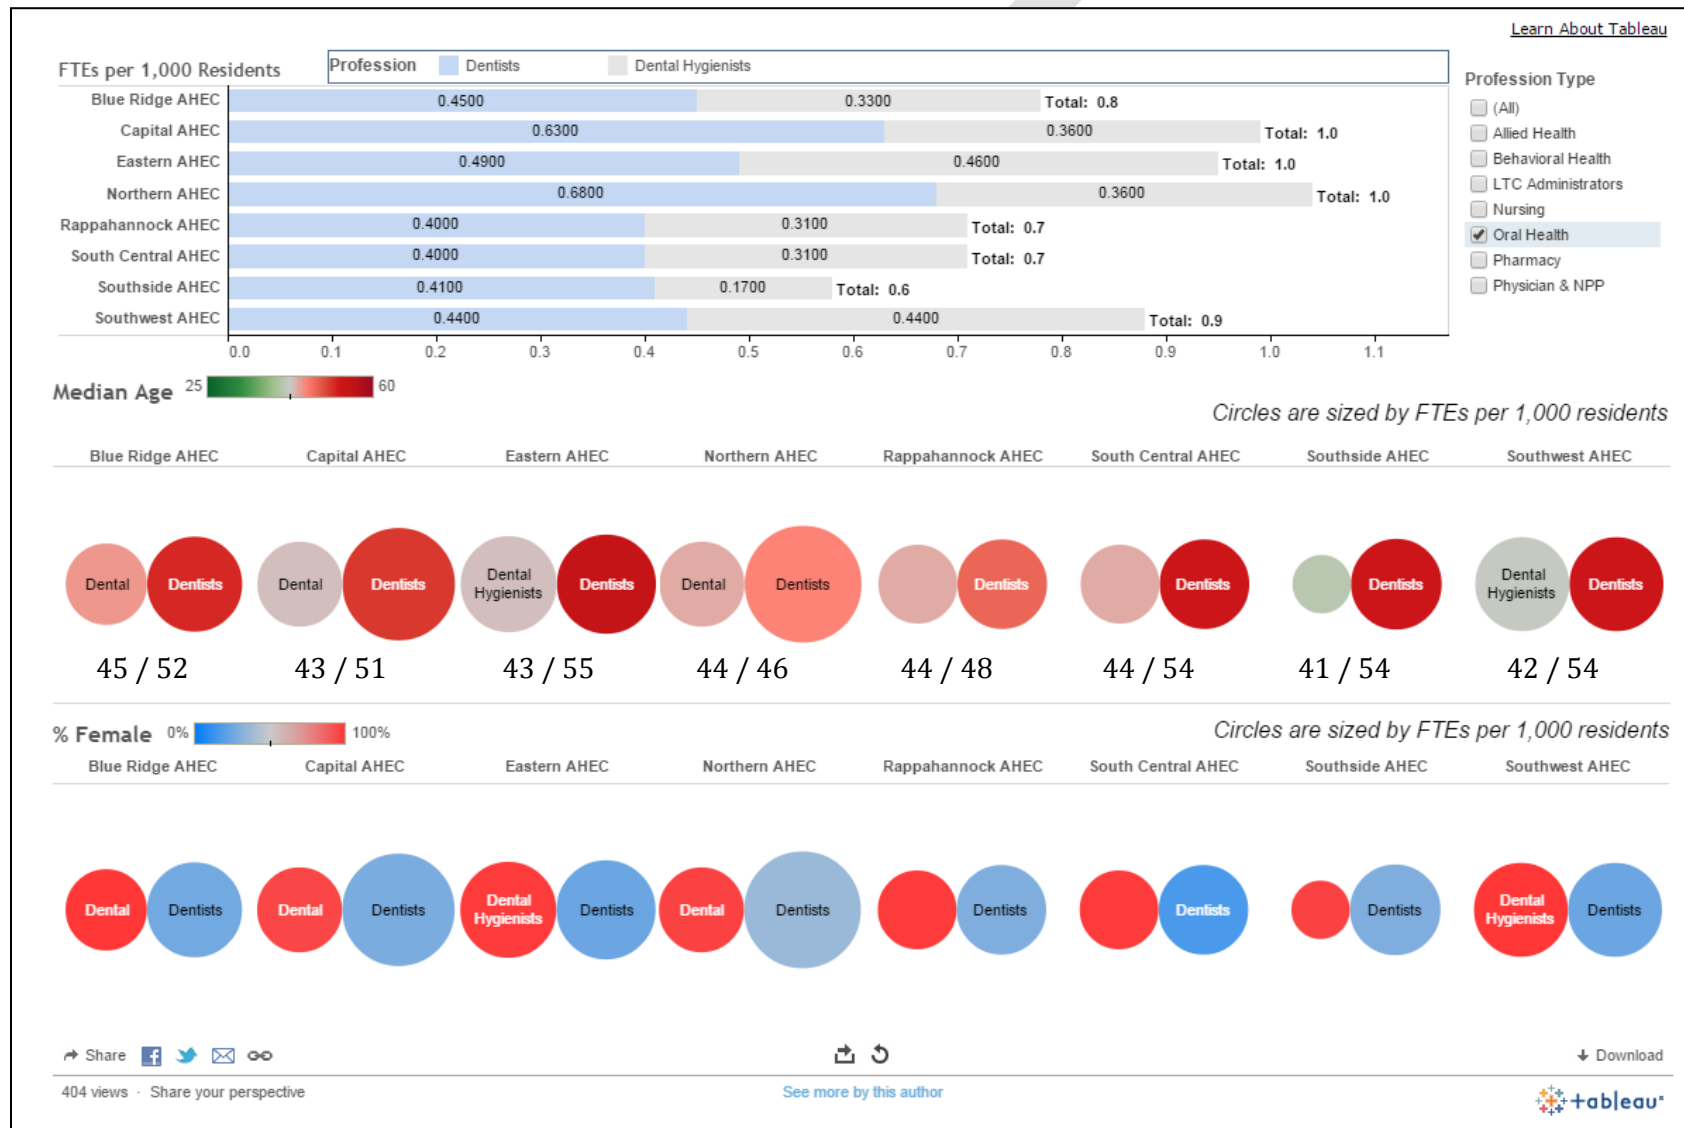 Learn About Tableau
FTEs per 1,000 Residents
Profession Dentists Dental Hygienists
Blue Ridge AHEC 0.4500 0.3300 Total: 0.8
Capital AHEC 0.6300 0.3600 Total: 1.0
Eastern AHEC 0.4900 0.4600 Total: 1.0
Northern AHEC 0.6800 0.3600 Total: 1.0
Rappahannock AHEC 0.4000 0.3100 Total: 0.7
South Central AHEC 0.4000 0.3100 Total: 0.7
Southside AHEC 0.4100 0.1700 Total: 0.6
Southwest AHEC 0.4400 0.4400 Total: 0.9
0.0 0.1 0.2 0.3 0.4 0.5 0.6 0.7 0.8 0.9 1.0 1.1
Profession Type
(All)
Allied Health
Behavioral Health
LTC Administrators
Nursing
Oral Health
Pharmacy
Physician & NPP
Median Age 25 60
Circles are sized by FTEs per 1,000 residents
Blue Ridge AHEC Capital AHEC Eastern AHEC Northern AHEC Rappahannock AHEC South Central AHEC Southside AHEC Southwest AHEC
Dental Dentists Dental Dentists Dental Hygienists Dentists Dental Dentists Dentists Dentists Dentists Dental Hygienists Dentists
45 / 52 43 / 51 43 / 55 44 / 46 44 / 48 44 / 54 41 / 54 42 / 54
% Female 0% 100%
Circles are sized by FTEs per 1,000 residents
Blue Ridge AHEC Capital AHEC Eastern AHEC Northern AHEC Rappahannock AHEC South Central AHEC Southside AHEC Southwest AHEC
Dental Dentists Dental Dentists Dental Hygienists Dentists Dental Dentists Dentists Dentists Dentists Dental Hygienists Dentists
Share
Download
404 views · Share your perspective
See more by this author
+ableau